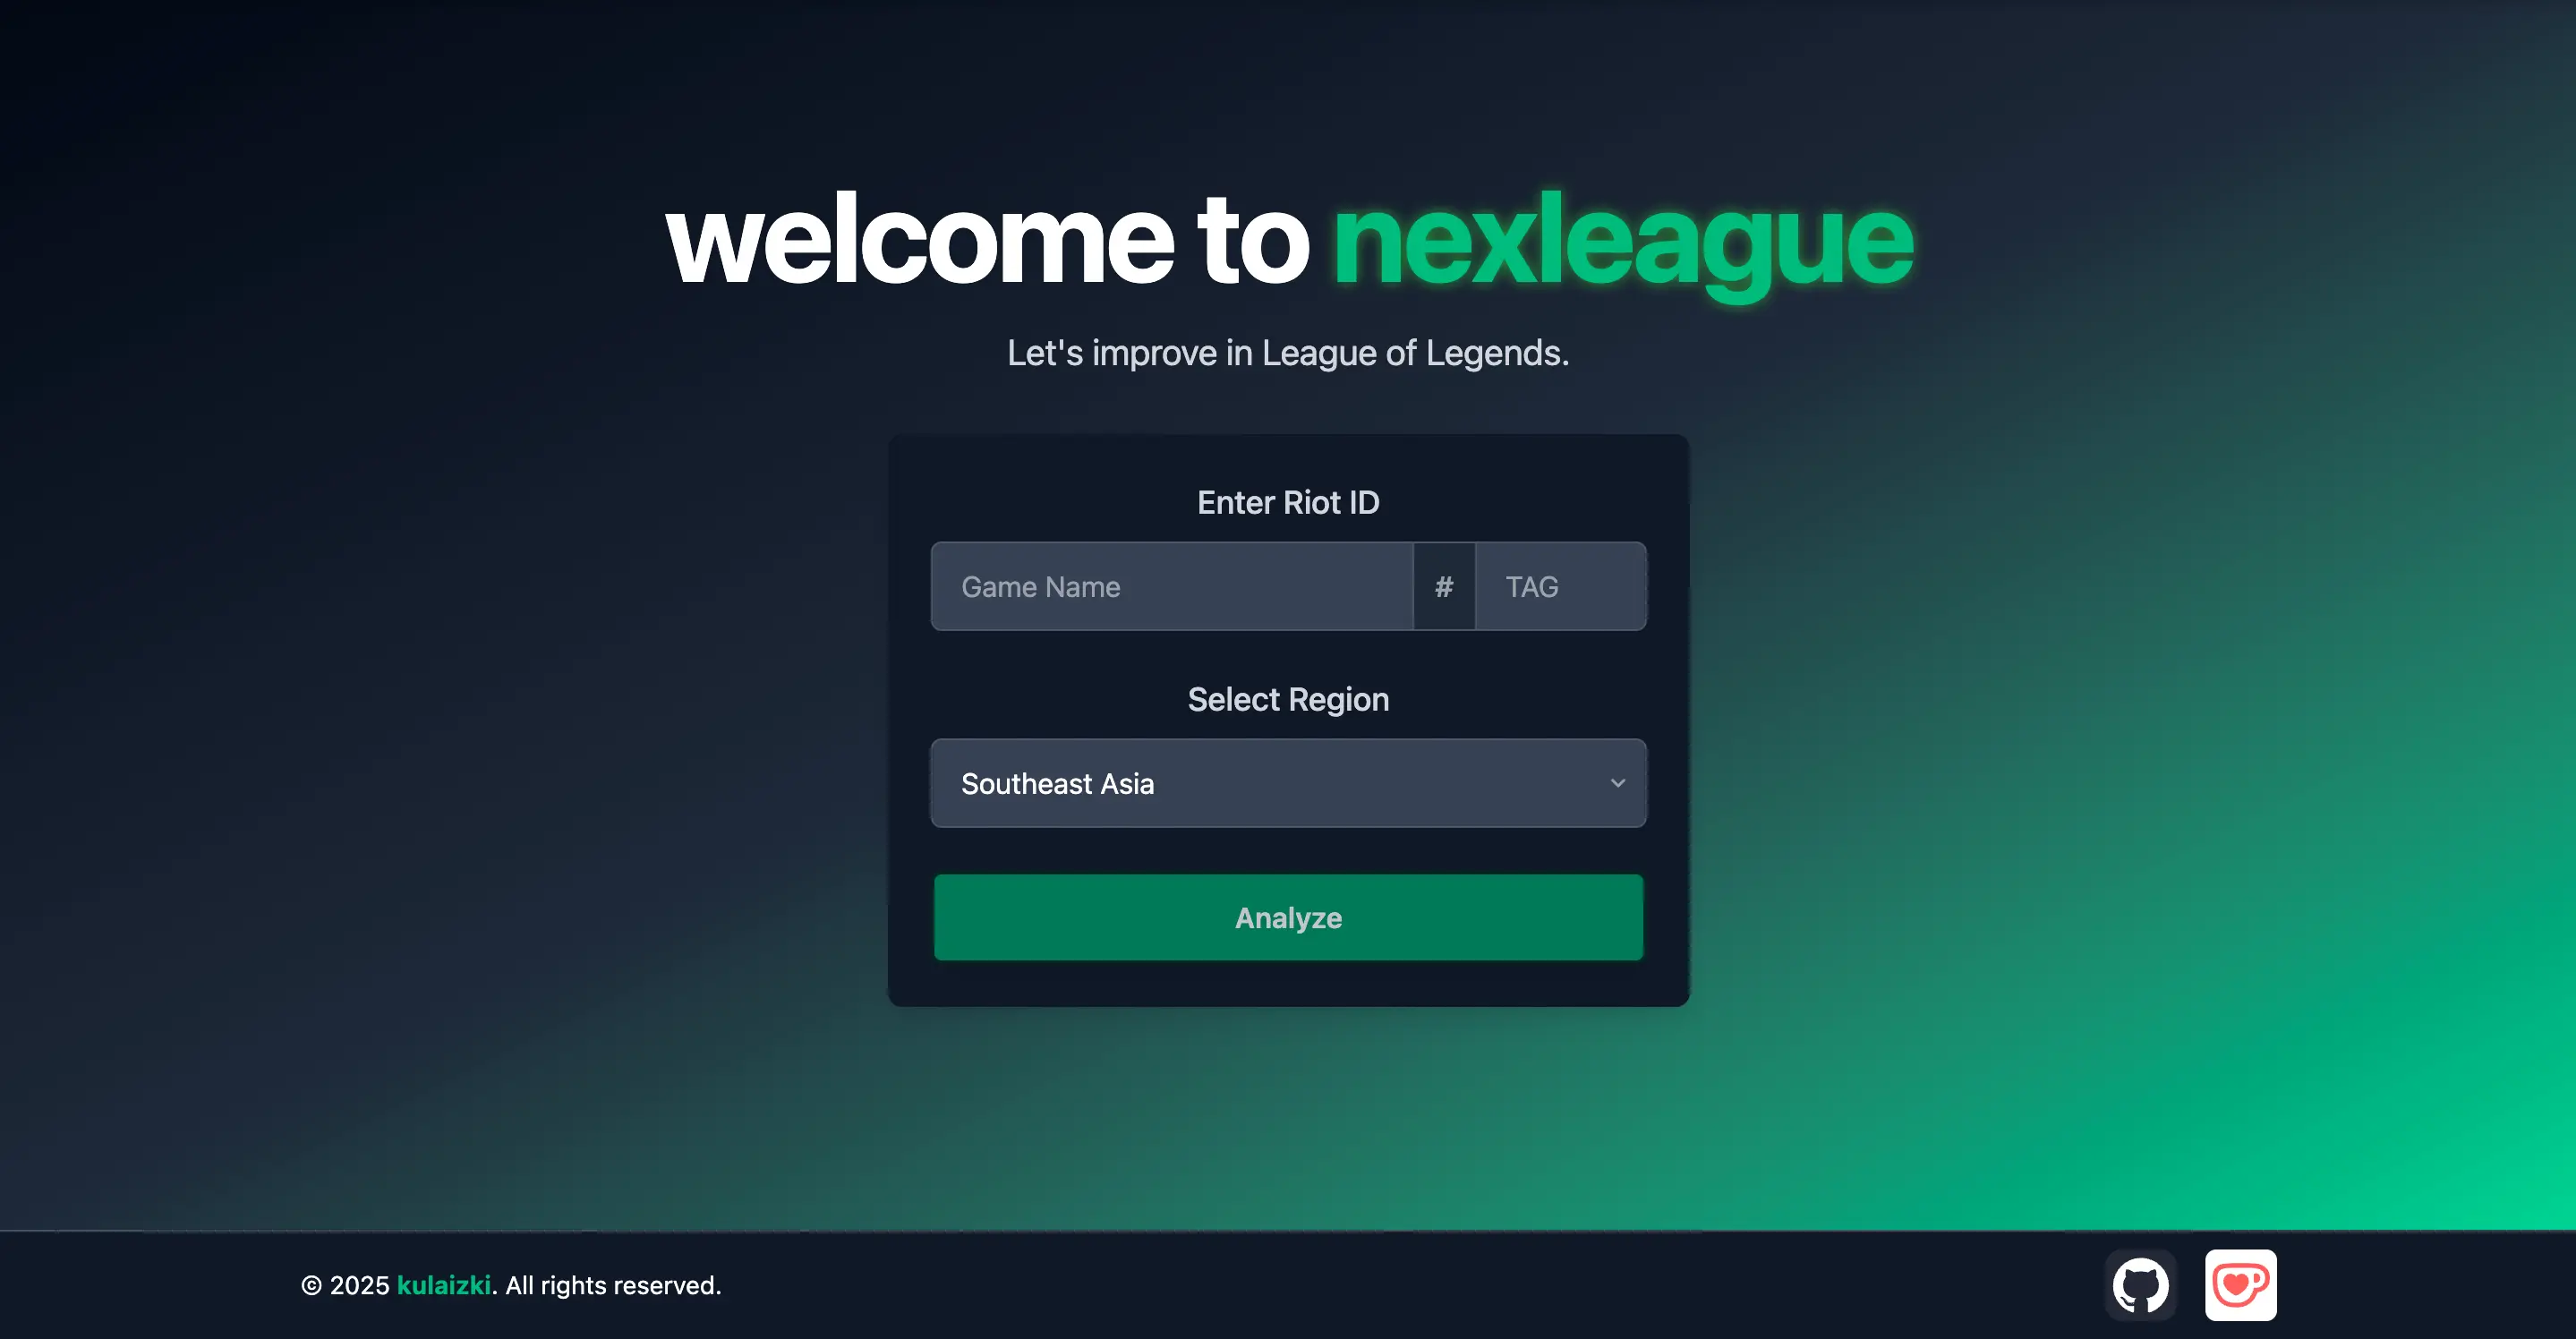 welcome to nexleague
Let's improve in League of Legends.
Enter Riot ID
Game Name # TAG
Select Region
Southeast Asia
Analyze
© 2025 kulaizki. All rights reserved.